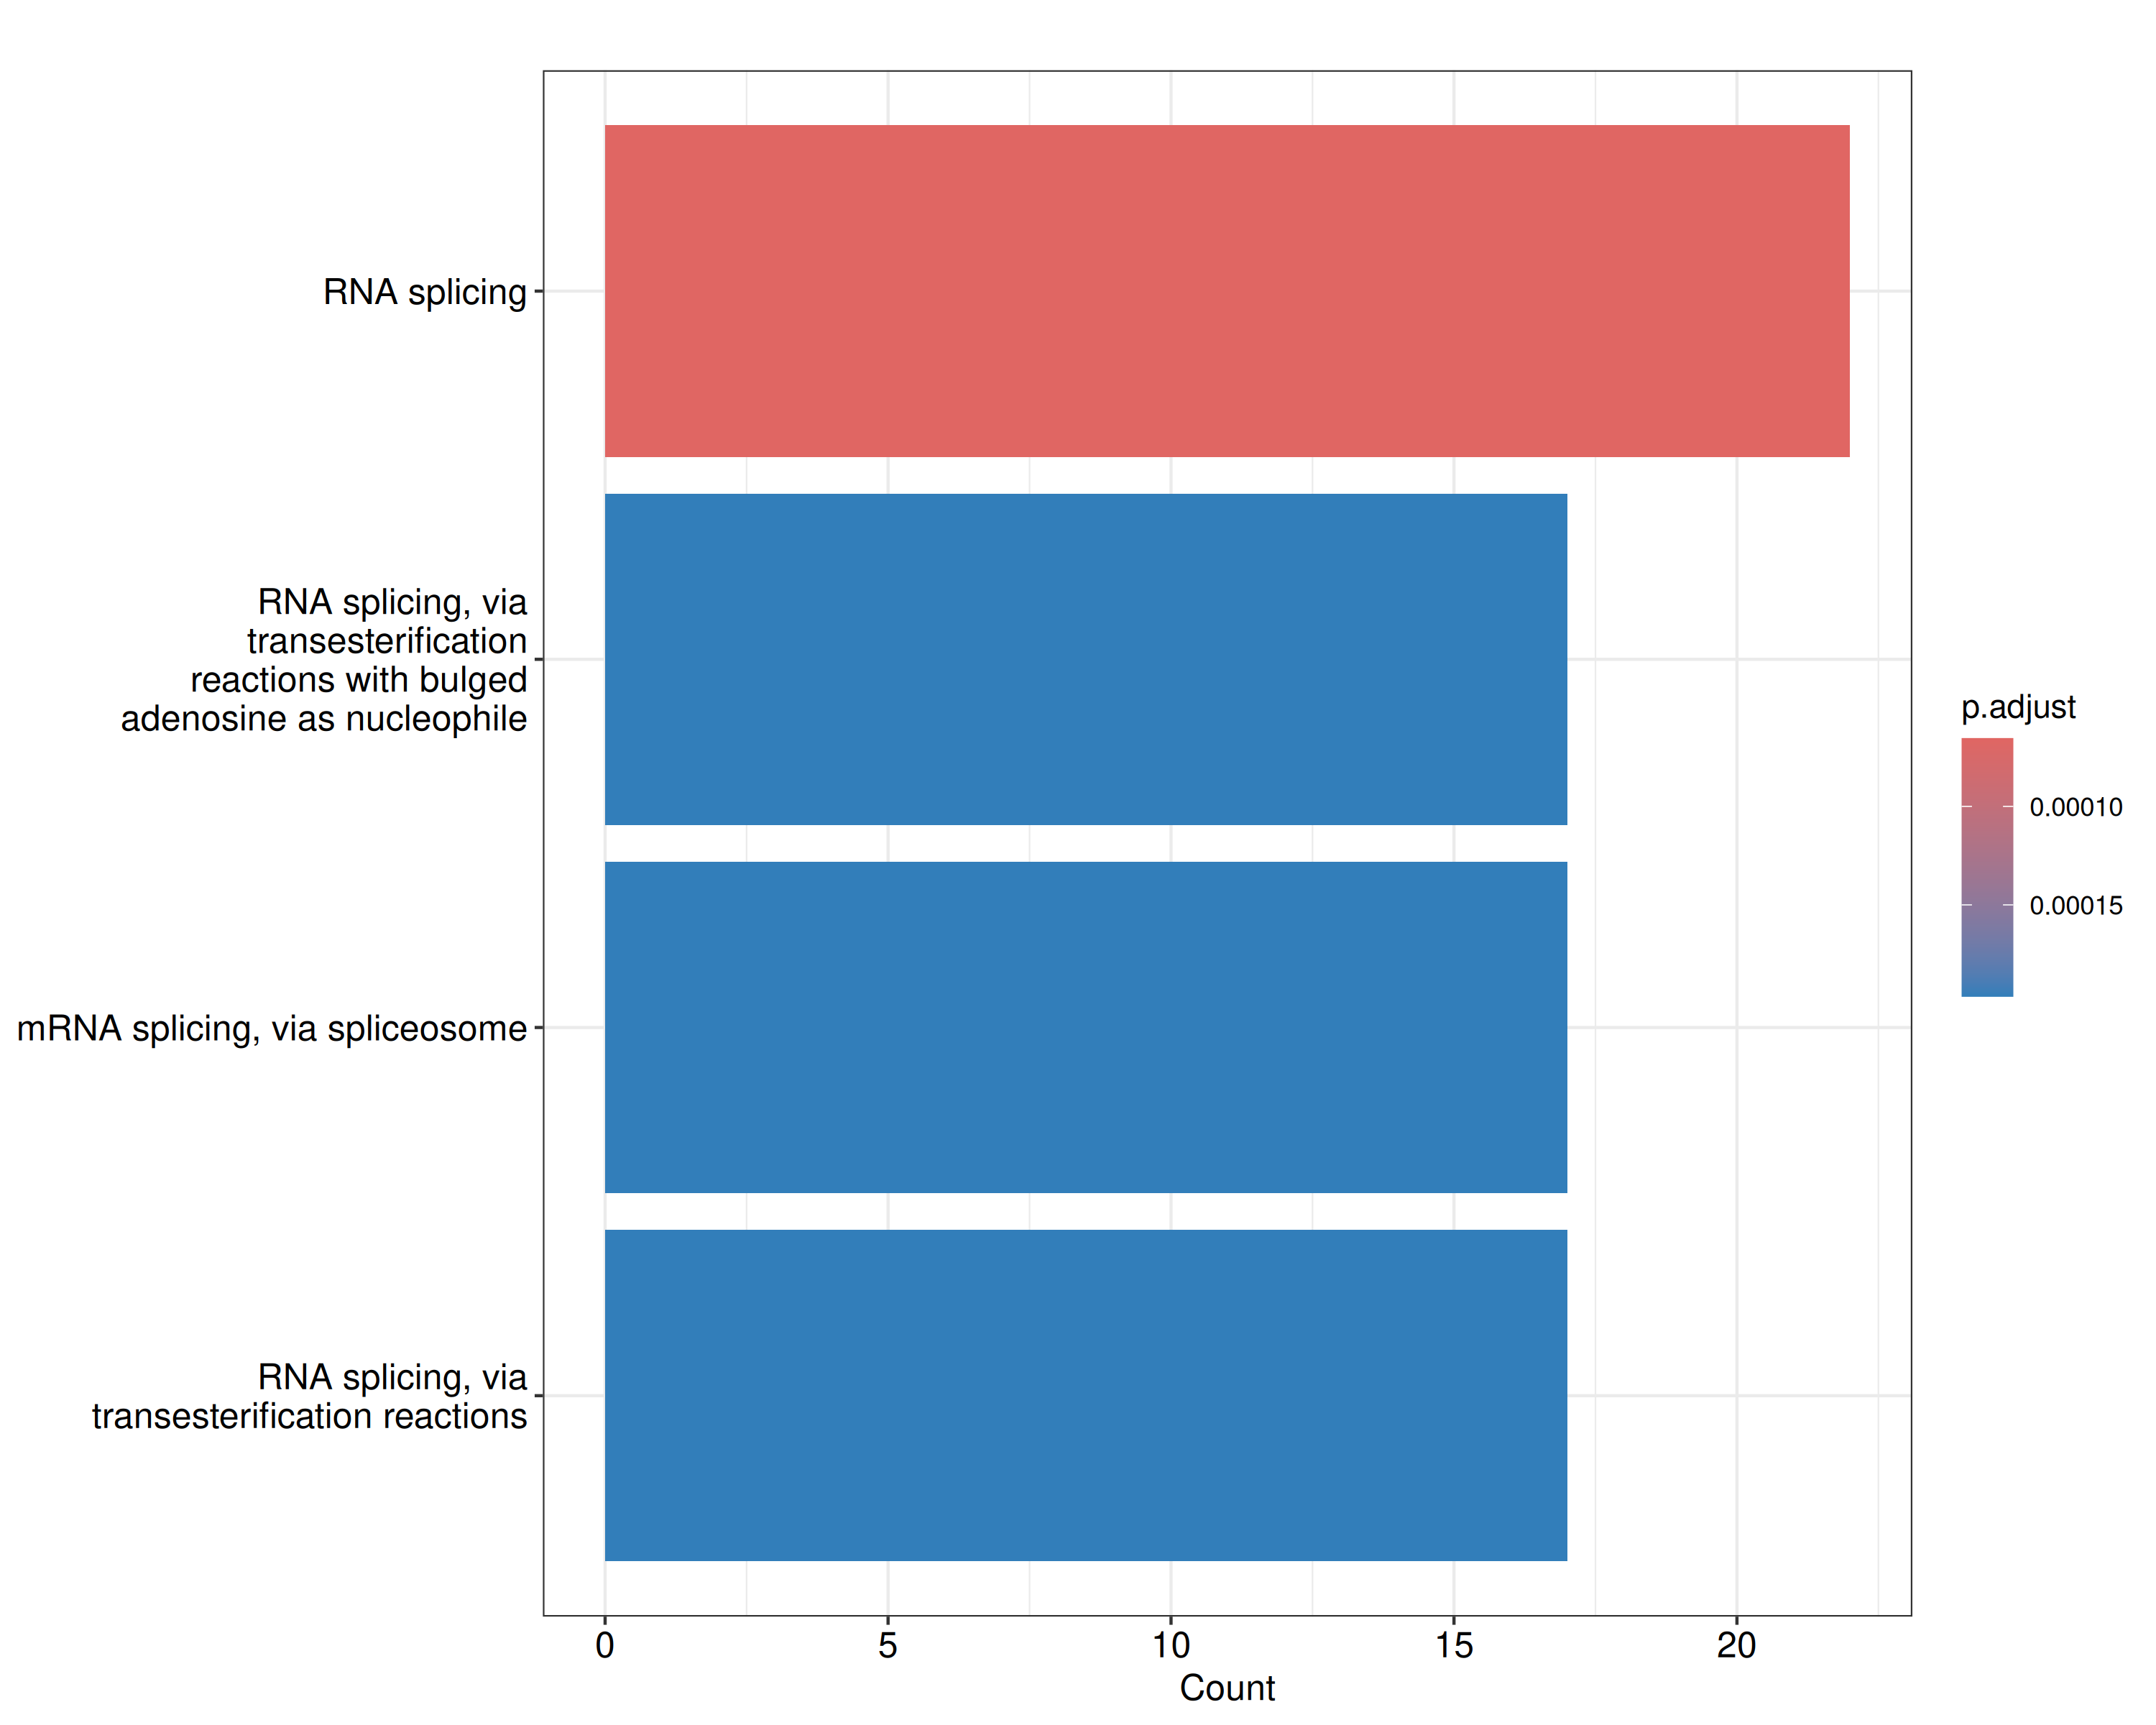 RNA splicing
RNA splicing, via
transesterification
reactions with bulged
adenosine as nucleophile
mRNA splicing, via spliceosome
RNA splicing, via
transesterification reactions
0
5
10
15
20
Count
p.adjust
0.00010
0.00015